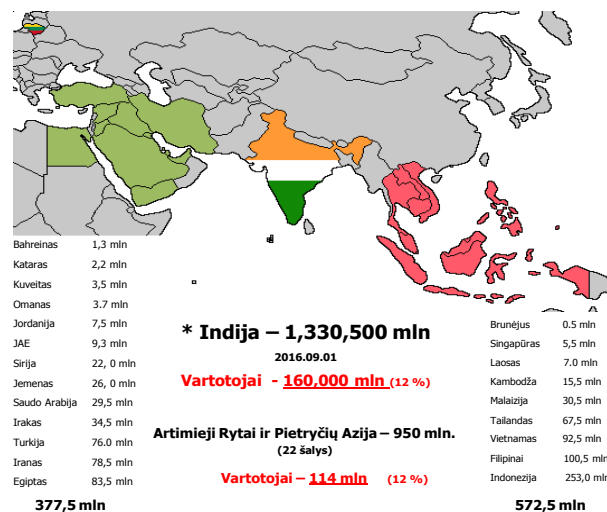 Bahreinas 1,3 mln
Kataras 2,2 mln
Kuveitas 3,5 mln
Omanas 3.7 mln
Jordanija 7,5 mln
JAE 9,3 mln
Sirija 22, 0 mln
Jemenas 26, 0 mln
Saudo Arabija 29,5 mln
Irakas 34,5 mln
Turkija 76.0 mln
Iranas 78,5 mln
Egiptas 83,5 mln
377,5 mln
* Indija – 1,330,500 mln
2016.09.01
Vartotojai - 160,000 mln (12 %)
Artimieji Rytai ir Pietryčių Azija – 950 mln.
(22 šalys)
Vartotojai – 114 mln (12 %)
Brunėjus 0.5 mln
Singapūras 5,5 mln
Laosas 7.0 mln
Kambodža 15,5 mln
Malaizija 30,5 mln
Tailandas 67,5 mln
Vietnamas 92,5 mln
Filipinai 100,5 mln
Indonezija 253,0 mln
572,5 mln